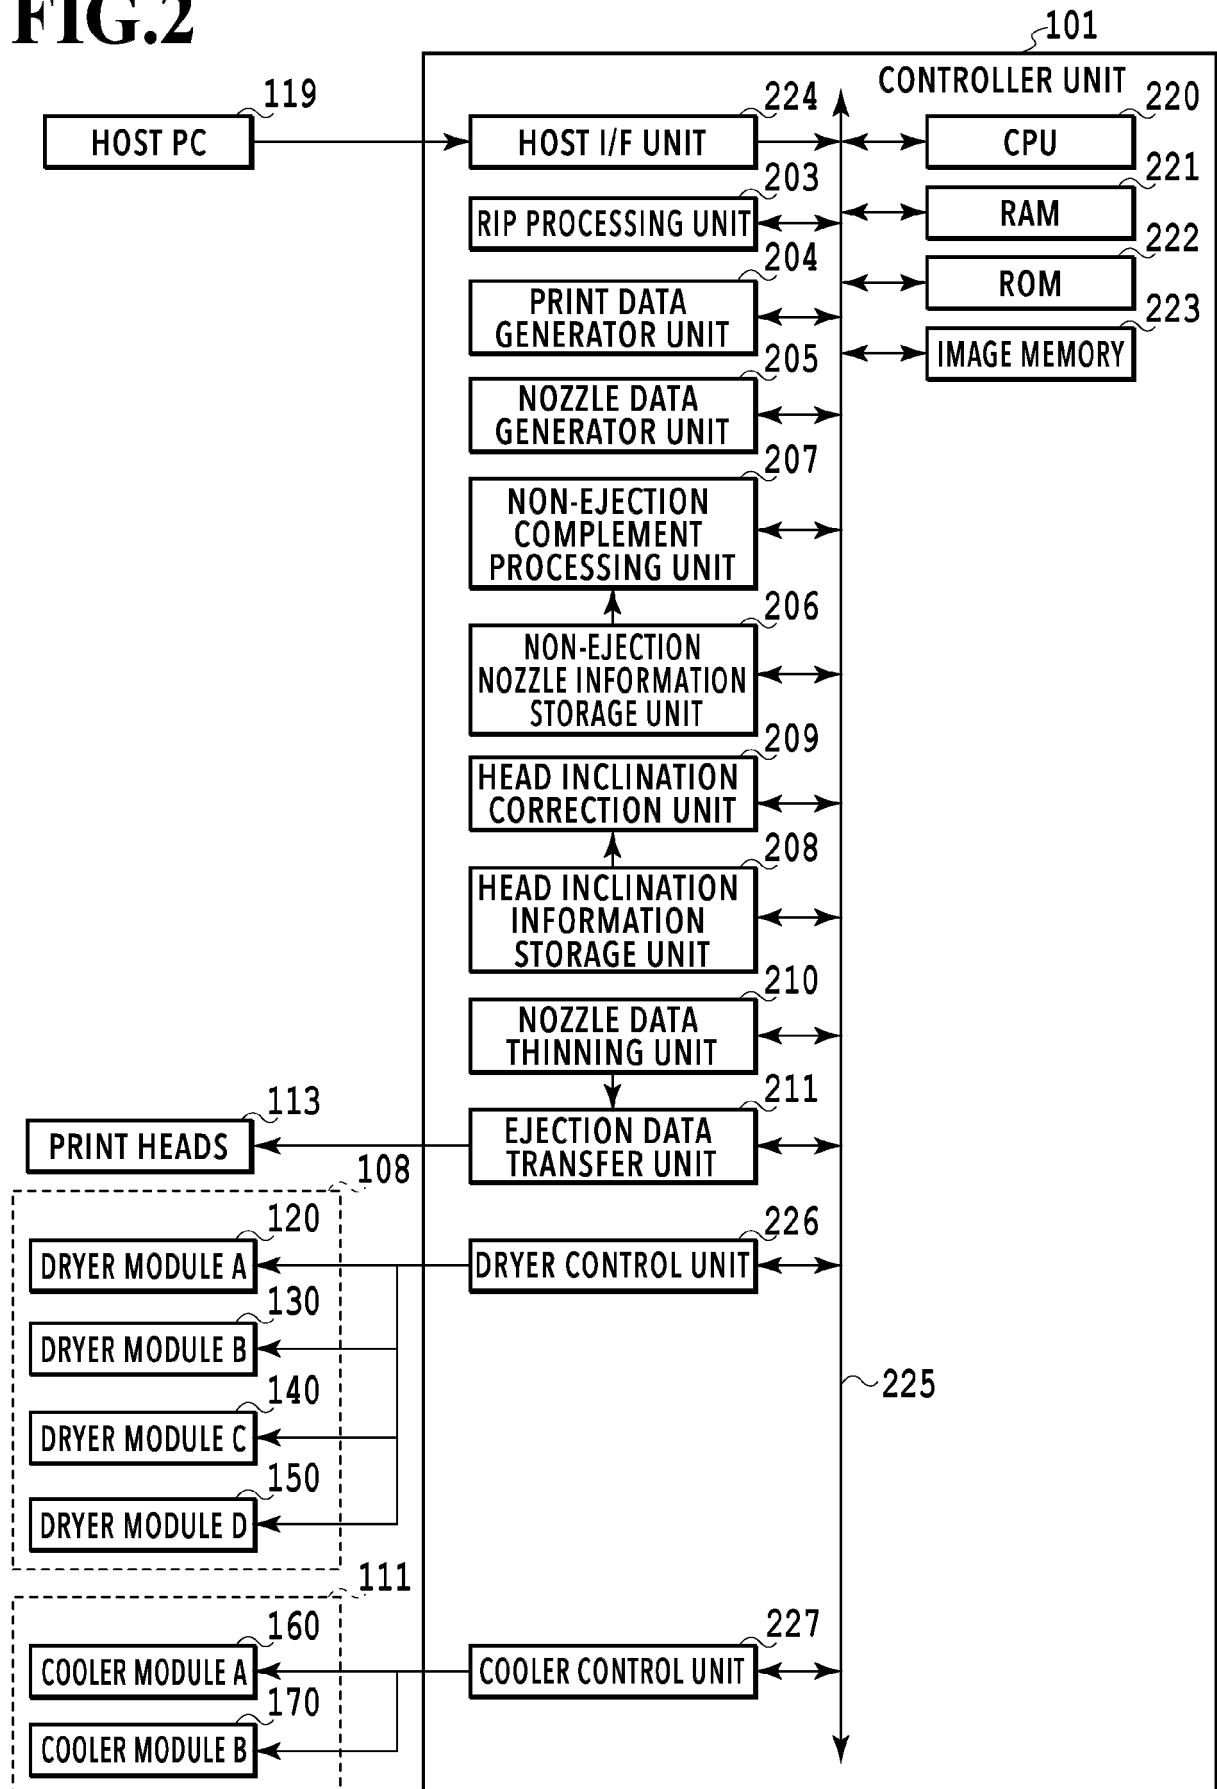 FIG.2
101
CONTROLLER UNIT
119
HOST PC
224
HOST I/F UNIT
220
CPU
203
RIP PROCESSING UNIT
221
RAM
204
PRINT DATA
GENERATOR UNIT
222
ROM
205
NOZZLE DATA
GENERATOR UNIT
223
IMAGE MEMORY
207
NON-EJECTION
COMPLEMENT
PROCESSING UNIT
206
NON-EJECTION
NOZZLE INFORMATION
STORAGE UNIT
209
HEAD INCLINATION
CORRECTION UNIT
208
HEAD INCLINATION
INFORMATION
STORAGE UNIT
210
NOZZLE DATA
THINNING UNIT
113
PRINT HEADS
211
EJECTION DATA
TRANSFER UNIT
108
120
DRYER MODULE A
226
DRYER CONTROL UNIT
130
DRYER MODULE B
140
DRYER MODULE C
225
150
DRYER MODULE D
111
160
COOLER MODULE A
227
COOLER CONTROL UNIT
170
COOLER MODULE B